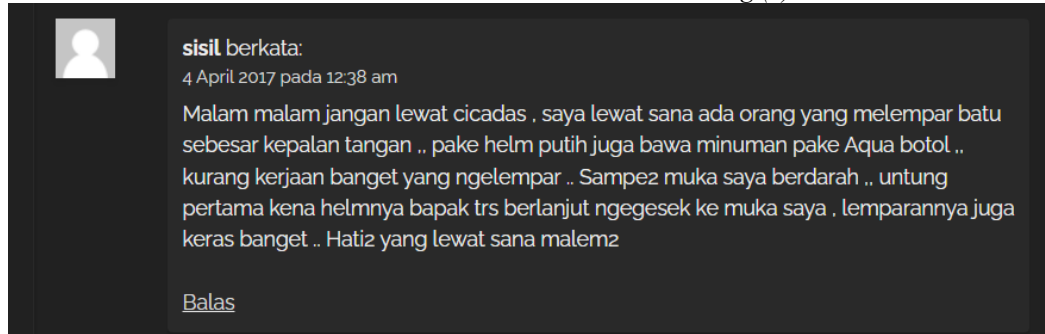 sisil berkata:
4 April 2017 pada 12:38 am
Malam malam jangan lewat cicadas , saya lewat sana ada orang yang melempar batu
sebesar kepalan tangan ,, pake helm putih juga bawa minuman pake Aqua botol ,,
kurang kerjaan banget yang ngelempar .. Sampe2 muka saya berdarah ,, untung
pertama kena helmnya bapak trs berlanjut ngegesek ke muka saya , lemparannya juga
keras banget .. Hati2 yang lewat sana malem2
Balas